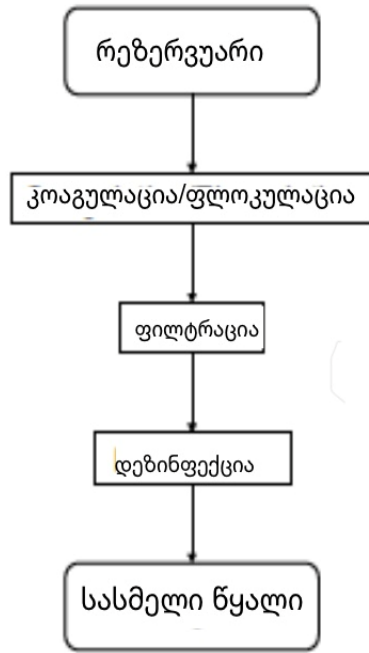 რეზერვუარი
კოაგულაცია/ფლოკულაცია
ფილტრაცია
დეზინფექცია
სასმელი წყალი